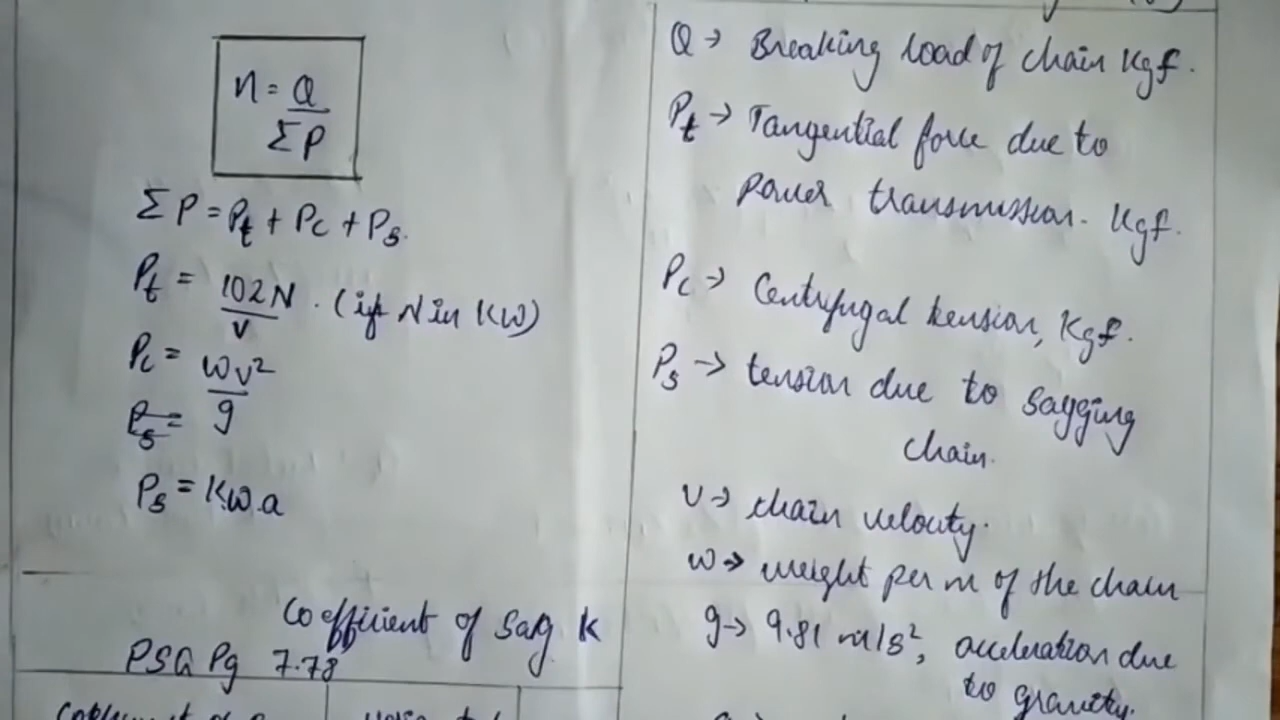 n = Q
ΣP
ΣP = Pt + Pc + Ps.
Pt = 102N . (if N in KW)
v
Pc = wv²
g
Ps =
Ps = K.w.a
Coefficient of Sag K
PSG Pg 7.78
Q → Breaking load of chain Kgf.
Pt → Tangential force due to
power transmission. Kgf.
Pc → Centrifugal tension, Kgf.
Ps → tension due to sagging
chain.
v → chain velocity.
w → weight per m of the chain
g → 9.81 m/s², acceleration due
to gravity.